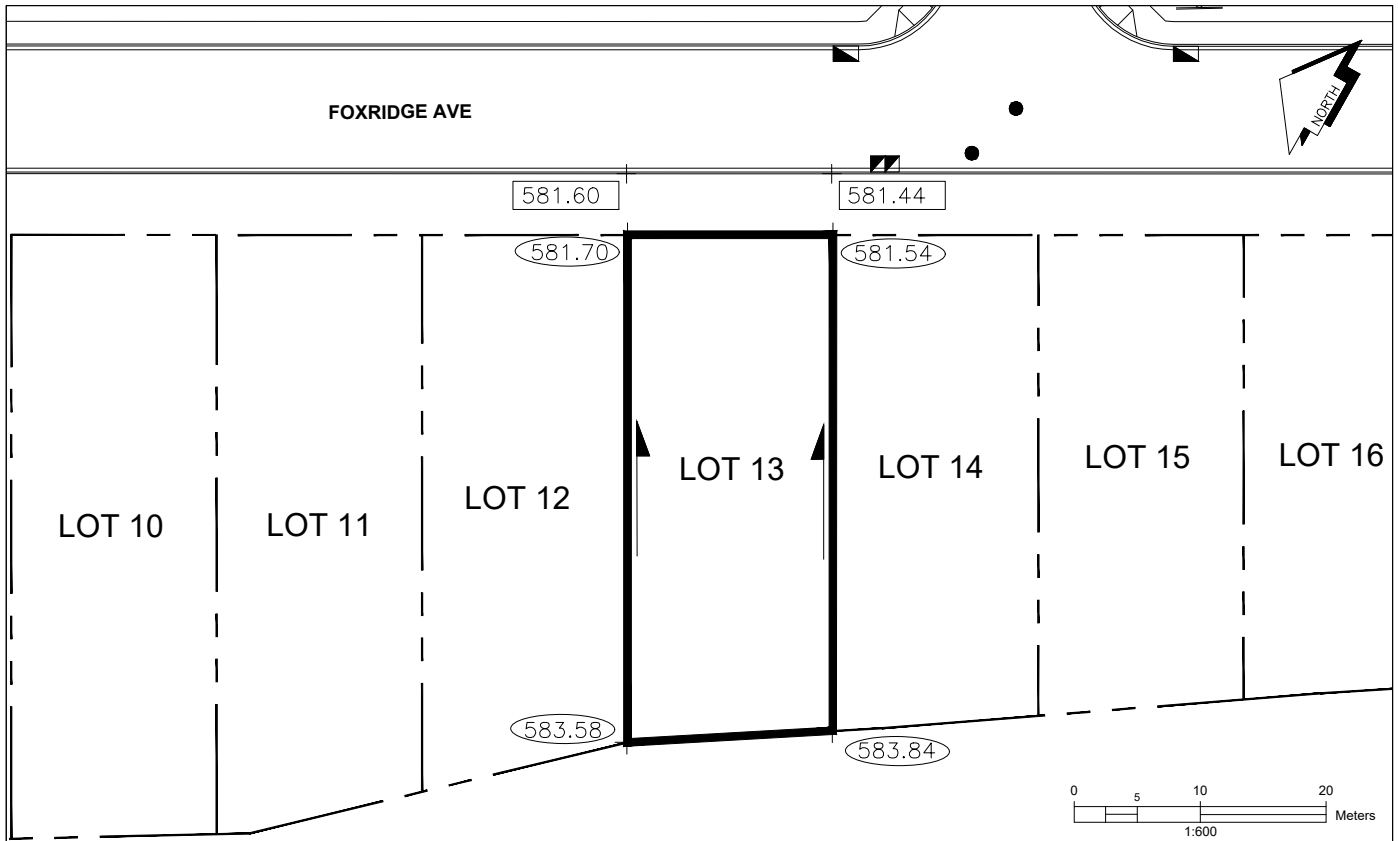 FOXRIDGE AVE
NORTH
581.60
581.44
581.70
581.54
LOT 10
LOT 11
LOT 12
LOT 13
LOT 14
LOT 15
LOT 16
583.58
583.84
0 5 10 20
Meters
1:600